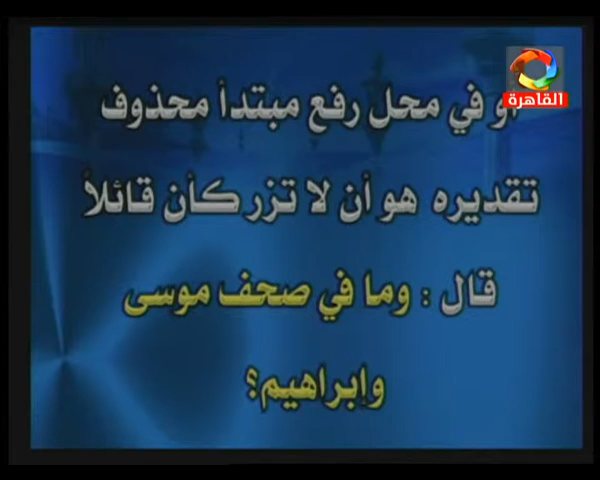 أو في محل رفع مبتدأ محذوف
تقديره هو أن لا تزر كأن قائلاً
قال : وما في صحف موسى
وإبراهيم؟
القاهرة